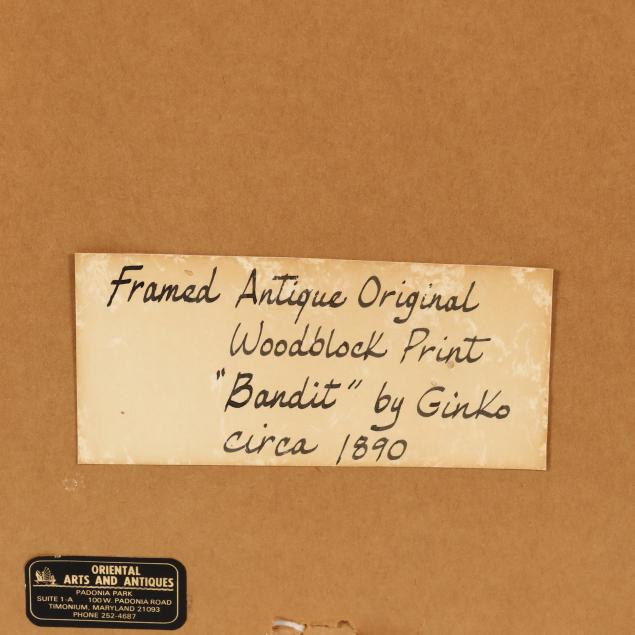 Framed Antique Original
Woodblock Print
"Bandit" by Ginko
circa 1890
ORIENTAL
ARTS AND ANTIQUES
PADONIA PARK
SUITE 1-A 100 W. PADONIA ROAD
TIMONIUM, MARYLAND 21093
PHONE 252-4687